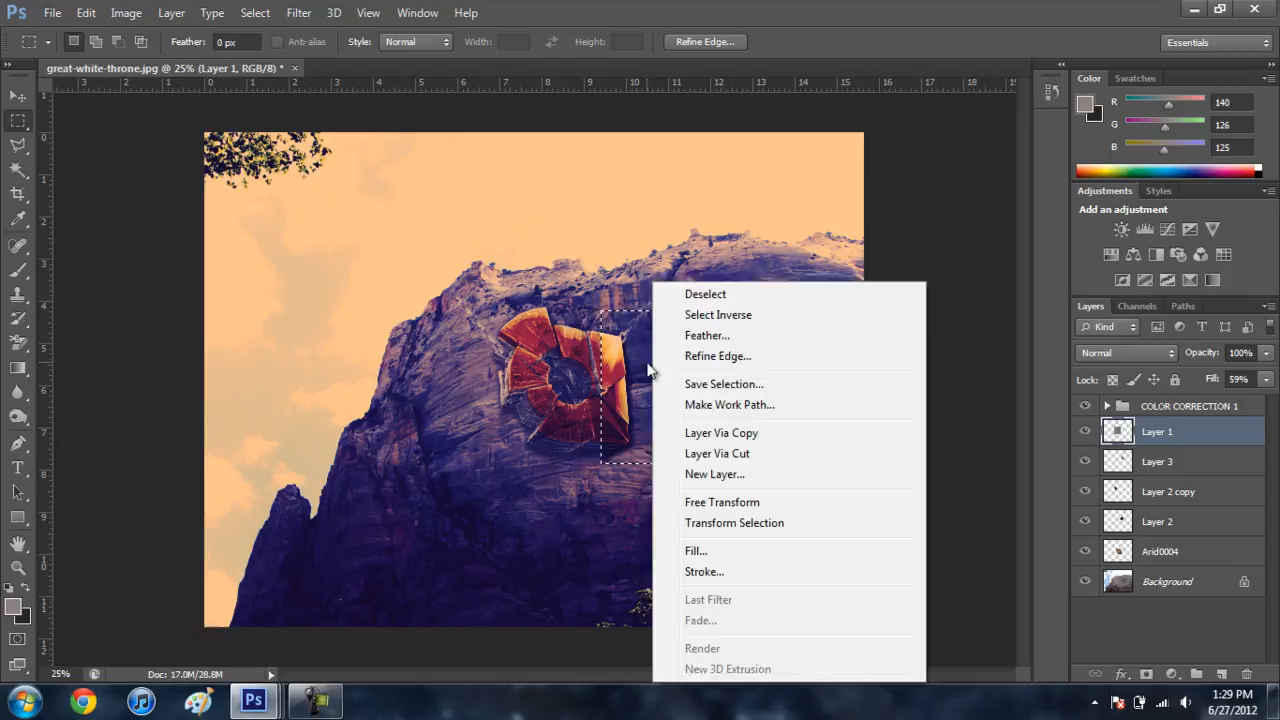 Ps File Edit Image Layer Type Select Filter 3D View Window Help
Feather: 0 px Anti-alias Style: Normal Width: Height: Refine Edge... Essentials
great-white-throne.jpg @ 25% (Layer 1, RGB/8) * ×
Color Swatches
R 140
G 126
B 125
Adjustments Styles
Add an adjustment
Layers Channels Paths
Kind
Normal Opacity: 100%
Lock: Fill: 59%
COLOR CORRECTION 1
Layer 1
Layer 3
Layer 2 copy
Layer 2
Arid0004
Background
Deselect
Select Inverse
Feather...
Refine Edge...
Save Selection...
Make Work Path...
Layer Via Copy
Layer Via Cut
New Layer...
Free Transform
Transform Selection
Fill...
Stroke...
Last Filter
Fade...
Render
New 3D Extrusion
25% Doc: 17.0M/28.8M
Ps
1:29 PM
6/27/2012